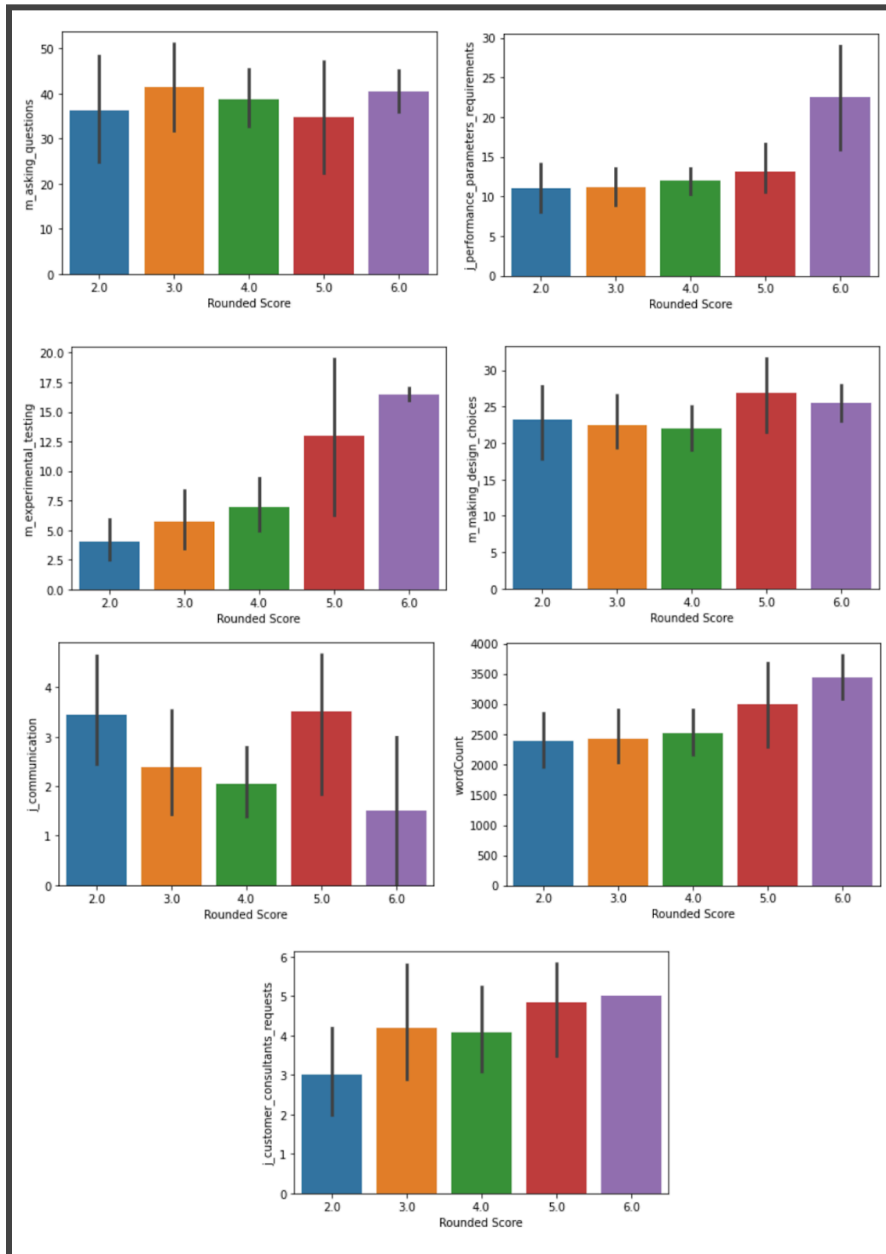 m_asking_questions
50
40
30
20
10
0
2.0 3.0 4.0 5.0 6.0
Rounded Score
j_performance_parameters_requirements
30
25
20
15
10
5
0
2.0 3.0 4.0 5.0 6.0
Rounded Score
m_experimental_testing
20.0
17.5
15.0
12.5
10.0
7.5
5.0
2.5
0.0
2.0 3.0 4.0 5.0 6.0
Rounded Score
m_making_design_choices
30
25
20
15
10
5
0
2.0 3.0 4.0 5.0 6.0
Rounded Score
j_communication
4
3
2
1
0
2.0 3.0 4.0 5.0 6.0
Rounded Score
wordCount
4000
3500
3000
2500
2000
1500
1000
500
0
2.0 3.0 4.0 5.0 6.0
Rounded Score
j_customer_consultants_requests
6
5
4
3
2
1
0
2.0 3.0 4.0 5.0 6.0
Rounded Score